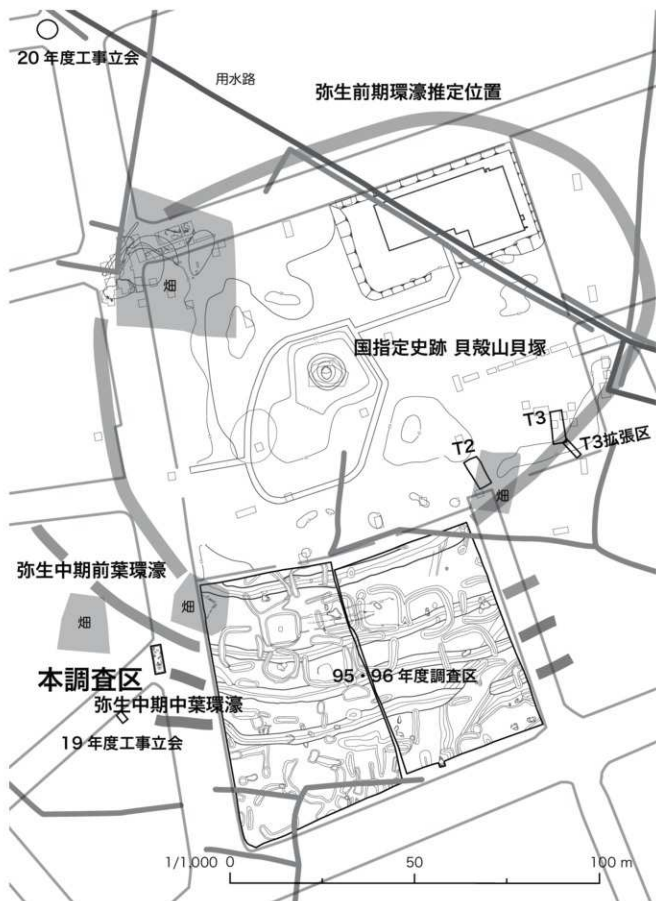 20年度工事立会
用水路
弥生前期環濠推定位置
畑
国指定史跡 貝殻山貝塚
T3
T3拡張区
T2
畑
弥生中期前葉環濠
畑
畑
本調査区
95・96年度調査区
弥生中期中葉環濠
19年度工事立会
1/1,000 0 50 100 m